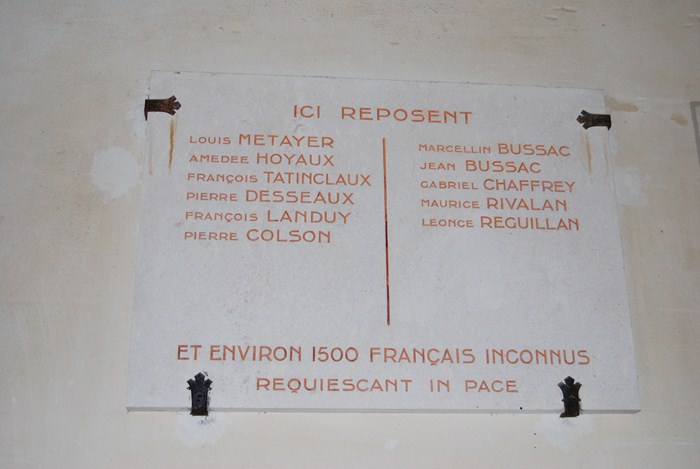 ICI REPOSENT
LOUIS METAYER
AMEDEE HOYAUX
FRANÇOIS TATINCLAUX
PIERRE DESSEAUX
FRANÇOIS LANDUY
PIERRE COLSON
MARCELLIN BUSSAC
JEAN BUSSAC
GABRIEL CHAFFREY
MAURICE RIVALAN
LEONCE REGUILLAN
ET ENVIRON 1500 FRANÇAIS INCONNUS
REQUIESCANT IN PACE